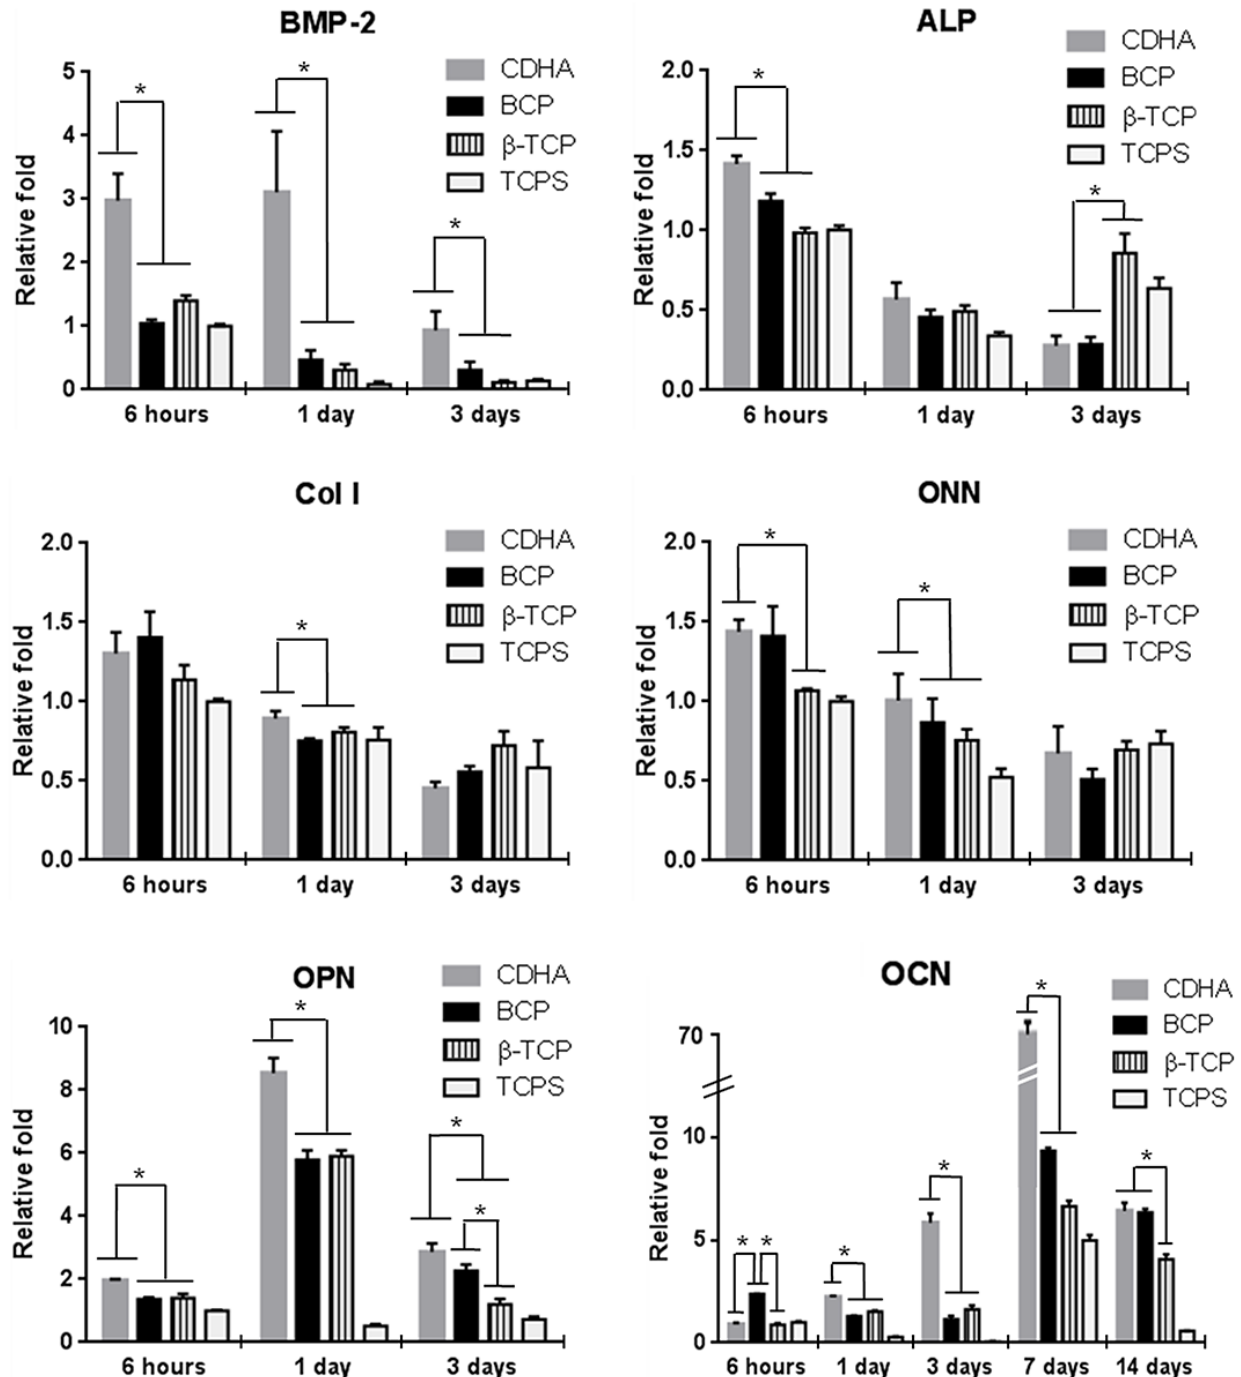 BMP-2
CDHA
BCP
β-TCP
TCPS
Relative fold
5
4
3
2
1
0
*
*
*
6 hours
1 day
3 days
ALP
CDHA
BCP
β-TCP
TCPS
Relative fold
2.0
1.5
1.0
0.5
0.0
*
*
6 hours
1 day
3 days
Col I
CDHA
BCP
β-TCP
TCPS
Relative fold
2.0
1.5
1.0
0.5
0.0
*
6 hours
1 day
3 days
ONN
CDHA
BCP
β-TCP
TCPS
Relative fold
2.0
1.5
1.0
0.5
0.0
*
*
6 hours
1 day
3 days
OPN
CDHA
BCP
β-TCP
TCPS
Relative fold
10
8
6
4
2
0
*
*
*
*
6 hours
1 day
3 days
OCN
CDHA
BCP
β-TCP
TCPS
Relative fold
70
10
5
0
* *
*
*
*
*
6 hours
1 day
3 days
7 days
14 days